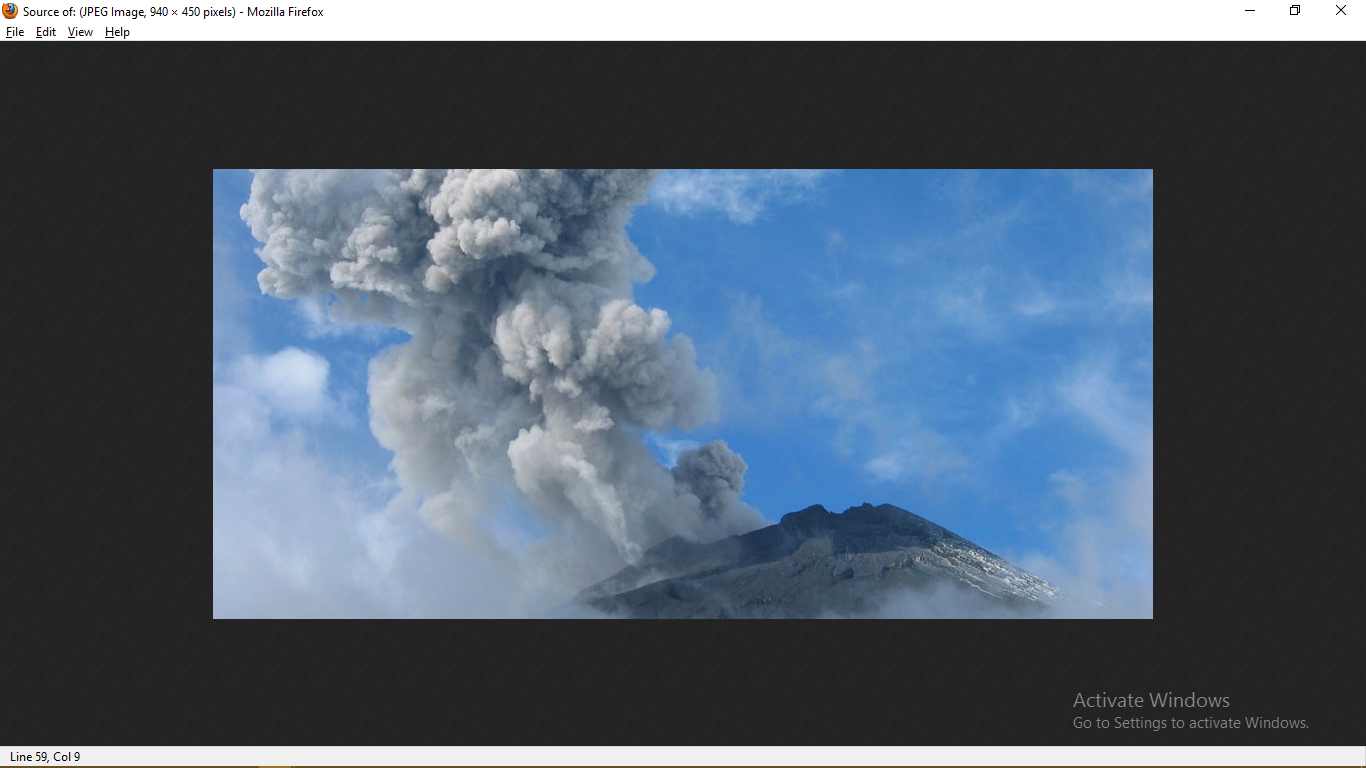 Source of: (JPEG Image, 940 × 450 pixels) - Mozilla Firefox
File Edit View Help
Activate Windows
Go to Settings to activate Windows.
Line 59, Col 9